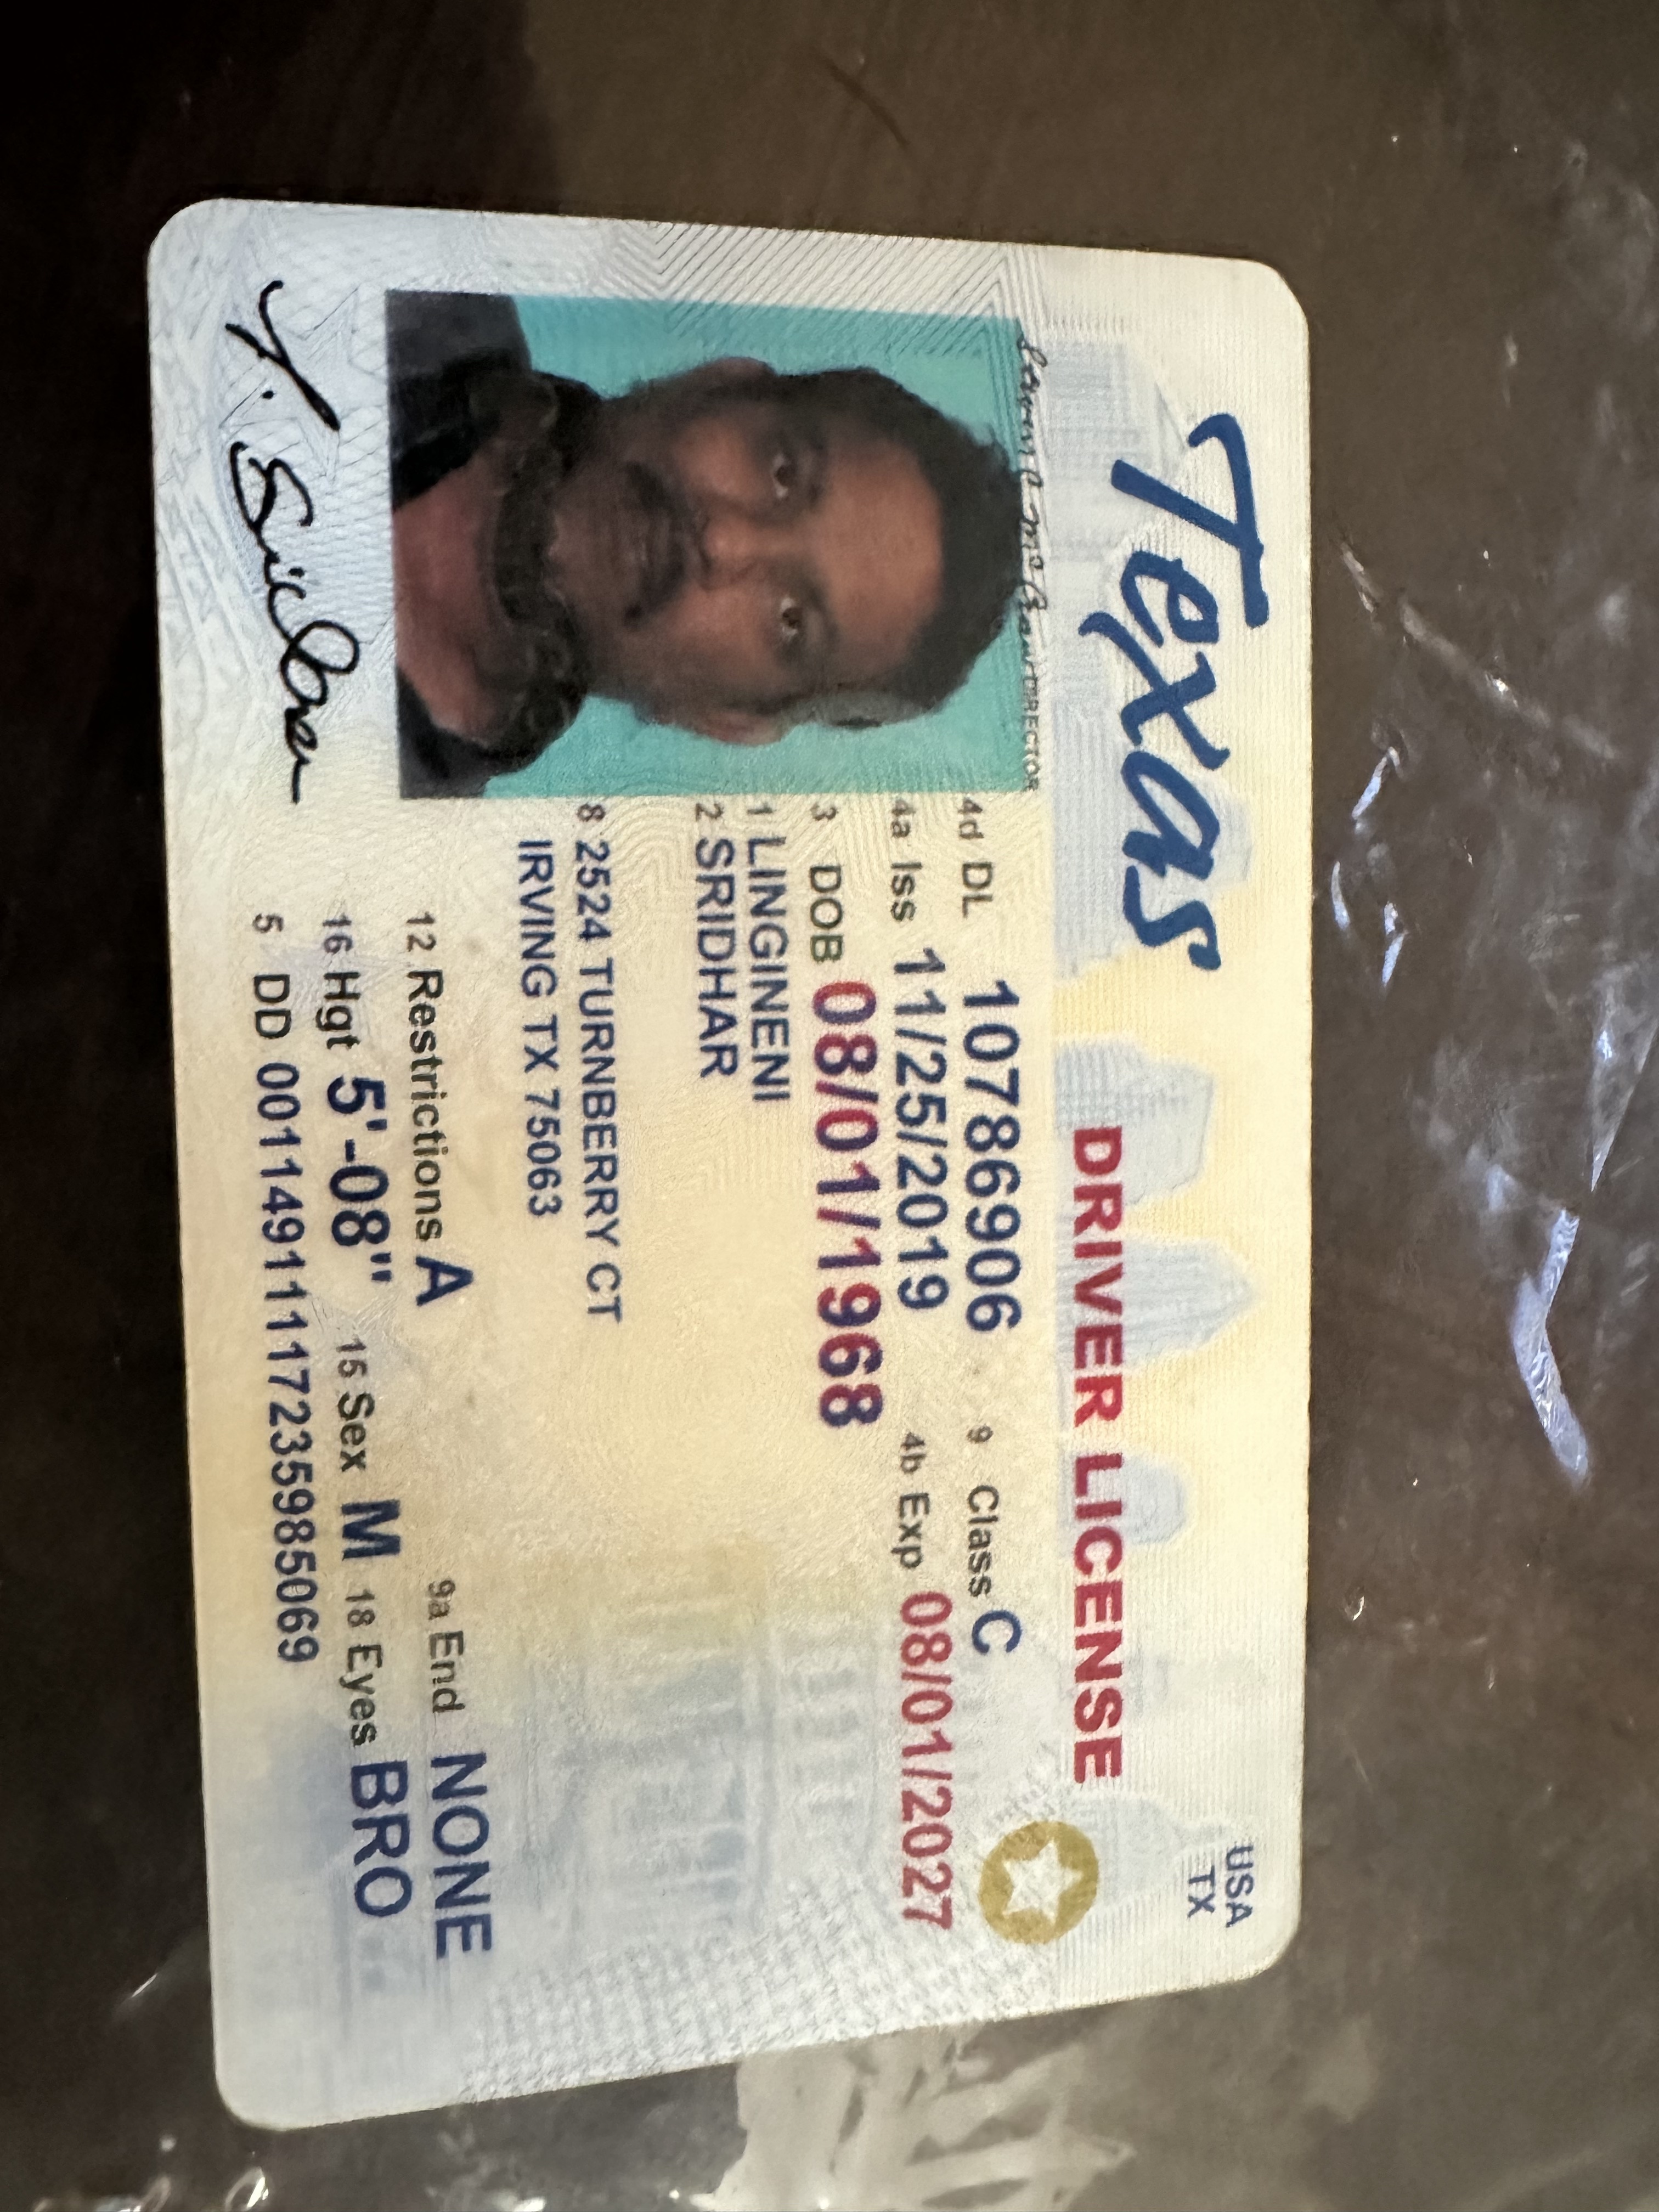 Texas
USA
TX
DRIVER LICENSE
DIRECTOR
4d DL 10786906 9 Class C
4a Iss 11/25/2019 4b Exp 08/01/2027
3 DOB 08/01/1968
1 LINGINENI
2 SRIDHAR
8 2524 TURNBERRY CT
IRVING TX 75063
12 Restrictions A 9a End NONE
16 Hgt 5'-08" 15 Sex M 18 Eyes BRO
5 DD 00114911117235985069